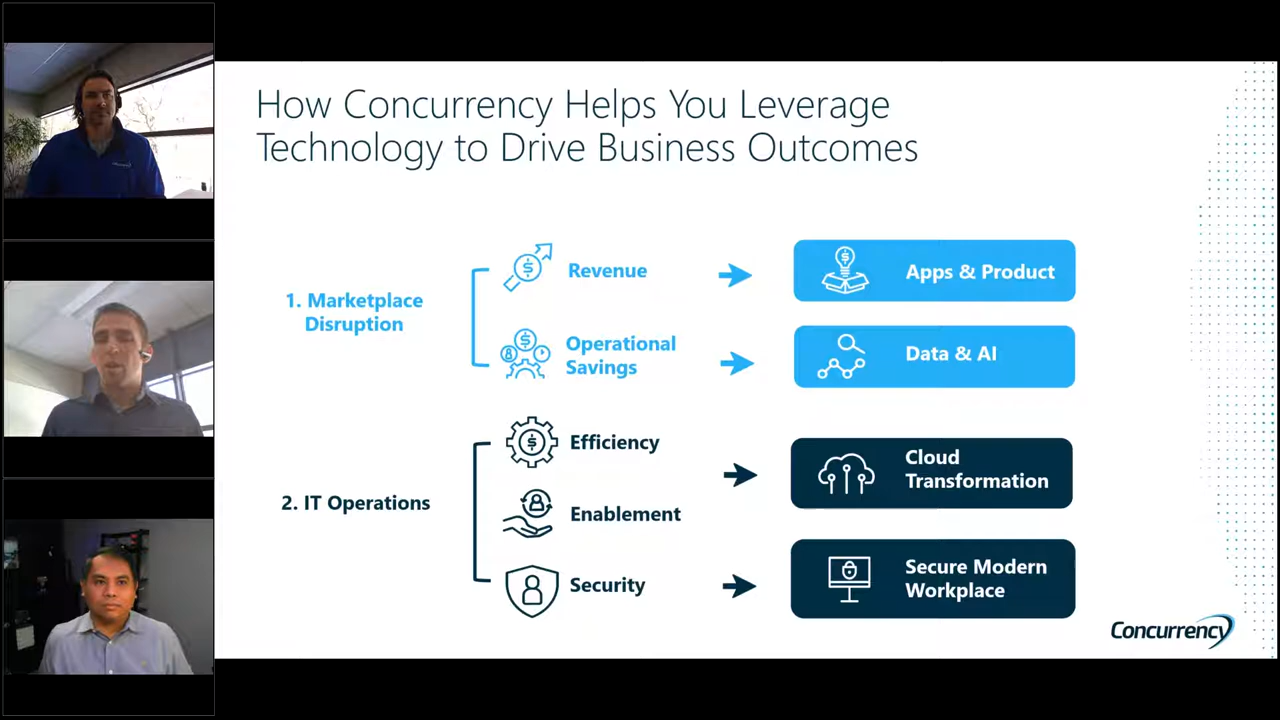 How Concurrency Helps You Leverage
Technology to Drive Business Outcomes
1. Marketplace
Disruption
Revenue
Apps & Product
Operational
Savings
Data & AI
2. IT Operations
Efficiency
Enablement
Cloud
Transformation
Security
Secure Modern
Workplace
Concurrency